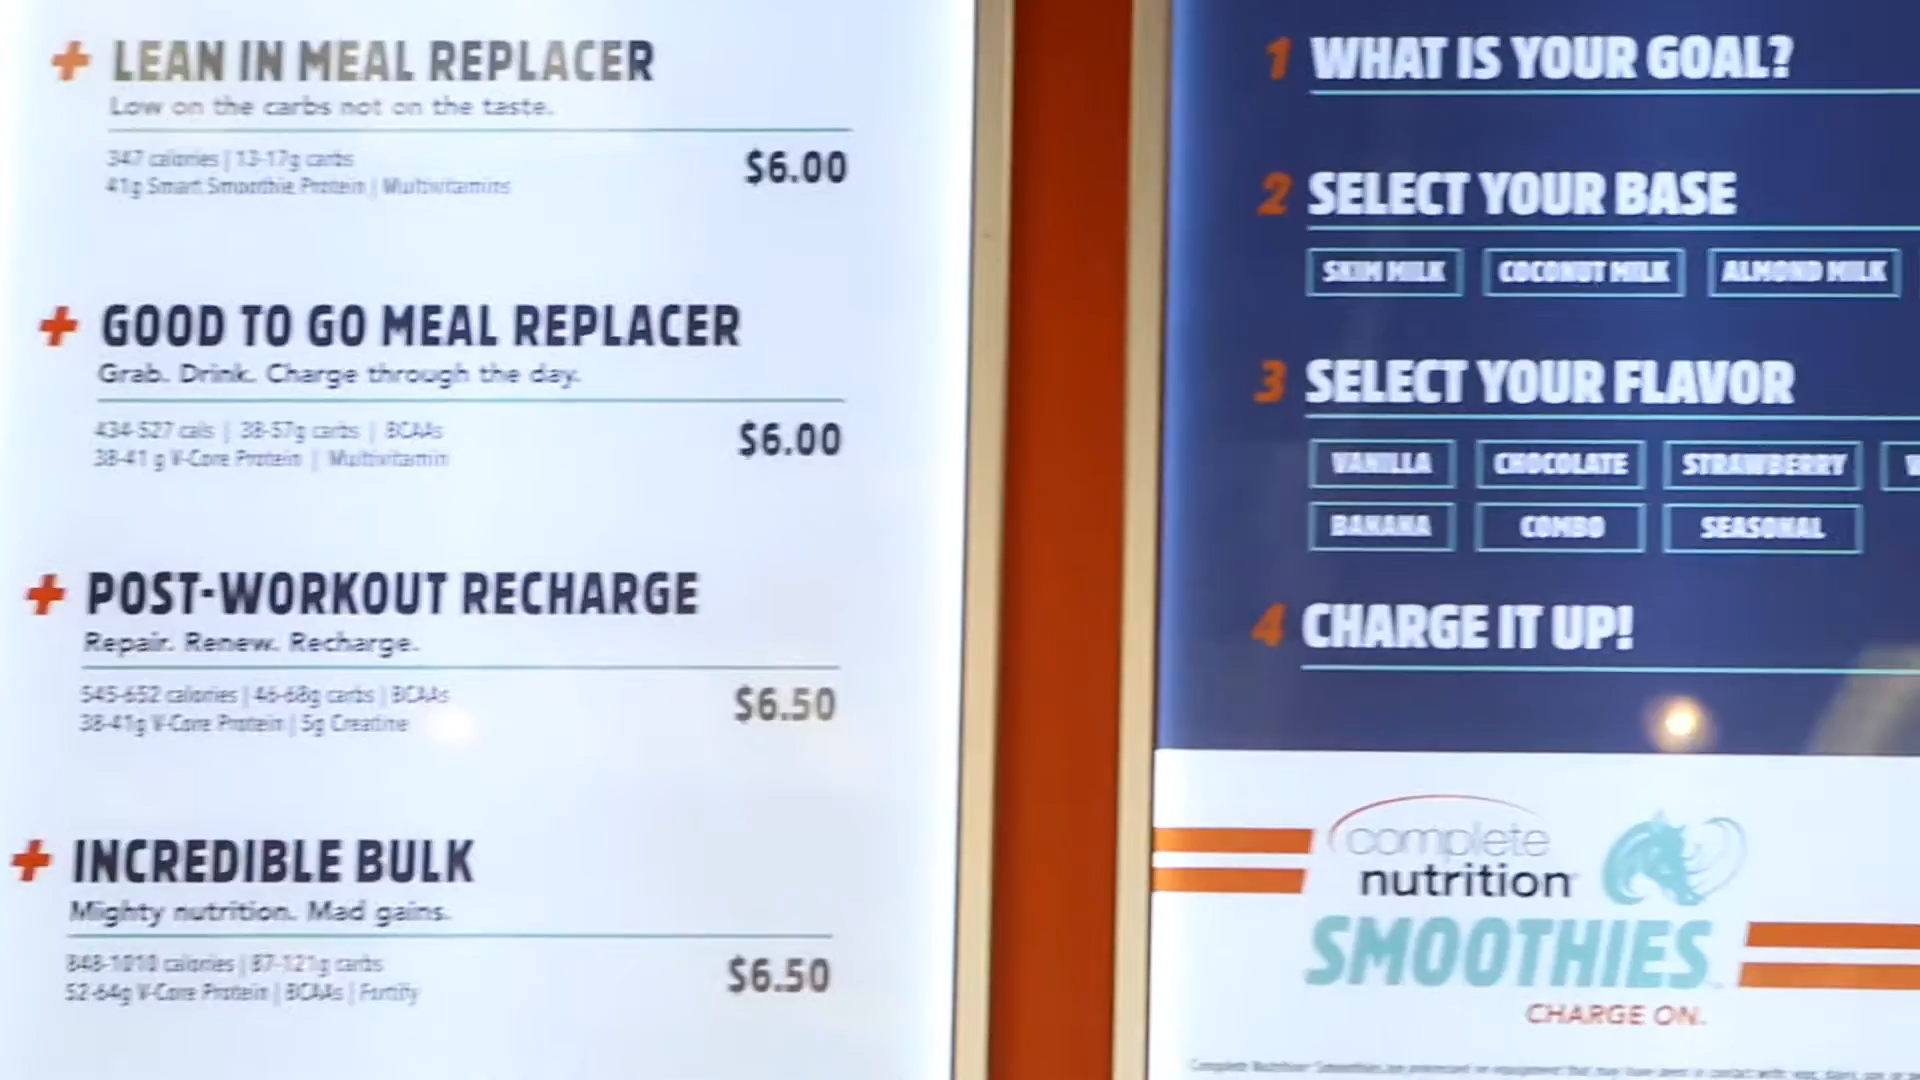 + LEAN IN MEAL REPLACER
Low on the carbs not on the taste.
347 calories | 13-17g carbs
41g Smart Smoothie Protein | Multivitamins
$6.00
+ GOOD TO GO MEAL REPLACER
Grab. Drink. Charge through the day.
434-527 cals | 38-57g carbs | BCAAs
38-41 g V-Core Protein | Multivitamin
$6.00
+ POST-WORKOUT RECHARGE
Repair. Renew. Recharge.
545-652 calories | 46-68g carbs | BCAAs
38-41g V-Core Protein | 5g Creatine
$6.50
+ INCREDIBLE BULK
Mighty nutrition. Mad gains.
848-1010 calories | 87-121g carbs
52-64g V-Core Protein | BCAAs | Fortify
$6.50
1 WHAT IS YOUR GOAL?
2 SELECT YOUR BASE
SKIM MILK COCONUT MILK ALMOND MILK
3 SELECT YOUR FLAVOR
VANILLA CHOCOLATE STRAWBERRY
BANANA COMBO SEASONAL
4 CHARGE IT UP!
complete
nutrition
SMOOTHIES
CHARGE ON.